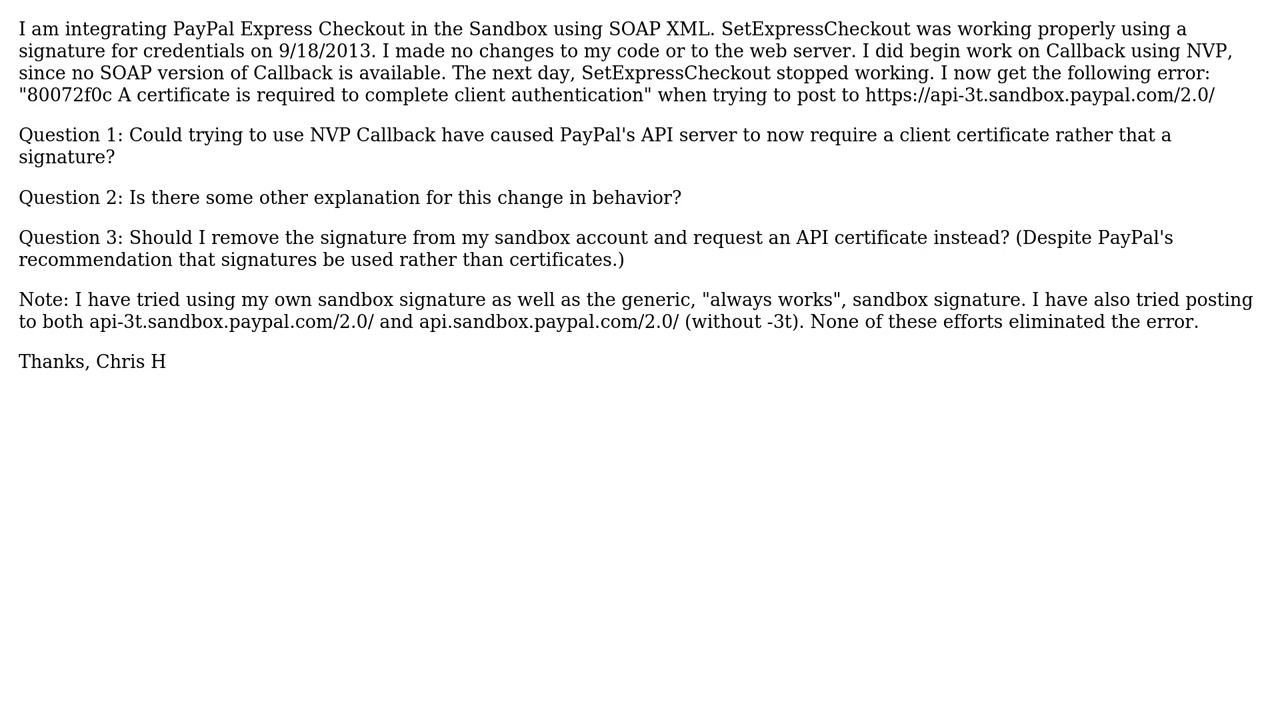 I am integrating PayPal Express Checkout in the Sandbox using SOAP XML. SetExpressCheckout was working properly using a
signature for credentials on 9/18/2013. I made no changes to my code or to the web server. I did begin work on Callback using NVP,
since no SOAP version of Callback is available. The next day, SetExpressCheckout stopped working. I now get the following error:
"80072f0c A certificate is required to complete client authentication" when trying to post to https://api-3t.sandbox.paypal.com/2.0/
Question 1: Could trying to use NVP Callback have caused PayPal's API server to now require a client certificate rather that a
signature?
Question 2: Is there some other explanation for this change in behavior?
Question 3: Should I remove the signature from my sandbox account and request an API certificate instead? (Despite PayPal's
recommendation that signatures be used rather than certificates.)
Note: I have tried using my own sandbox signature as well as the generic, "always works", sandbox signature. I have also tried posting
to both api-3t.sandbox.paypal.com/2.0/ and api.sandbox.paypal.com/2.0/ (without -3t). None of these efforts eliminated the error.
Thanks, Chris H